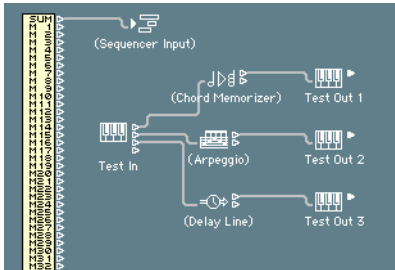 SUM
M 1
M 2
M 3
M 4
M 5
M 6
M 7
M 8
M 9
M10
M11
M12
M13
M14
M15
M16
M17
M18
M19
M20
M21
M22
M23
M24
M25
M26
M27
M28
M29
M30
M31
M32
(Sequencer Input)
(Chord Memorizer)
Test Out 1
Test In
(Arpeggio)
Test Out 2
(Delay Line)
Test Out 3